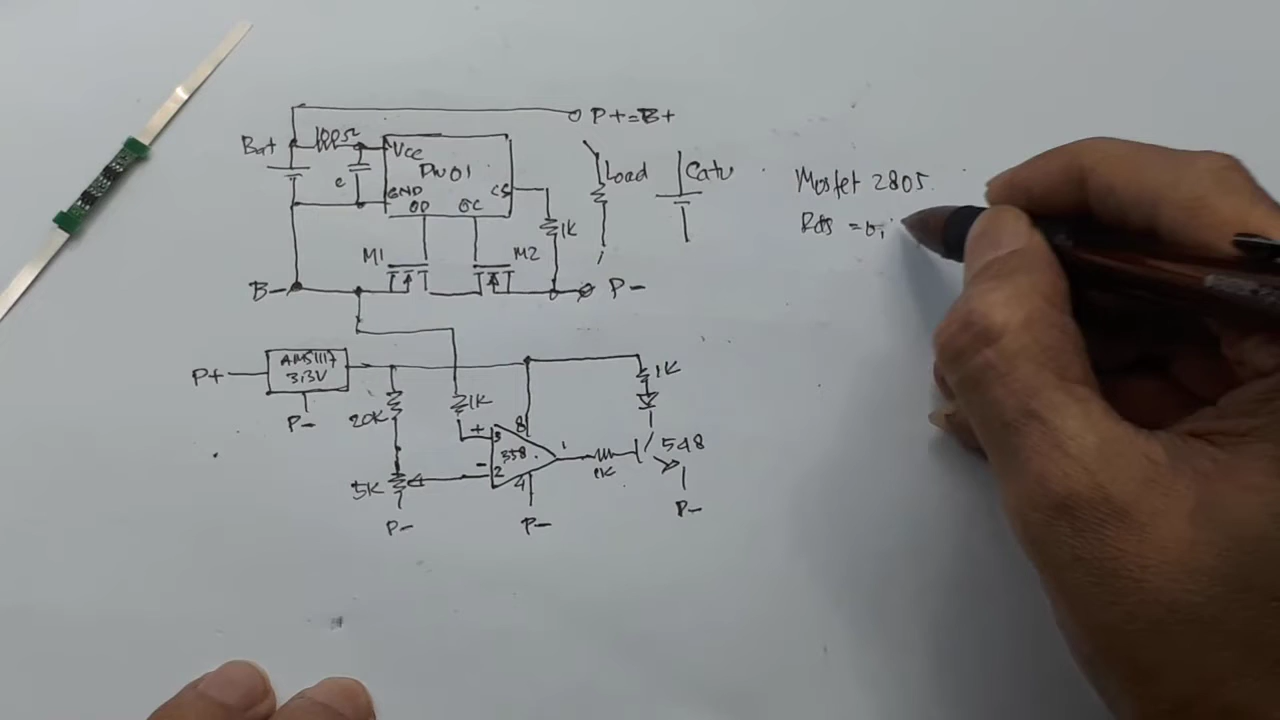 P+=B+
Bat
100Ω
Vcc
DW01
Load
Catu
GND
CS
OD
OC
e
1K
M1
M2
B-
P-
Mosfet 2805
Rds = 0,
P+
AMS1117
3,3V
P-
20K
1K
1K
+
3
8
358
1
548
-
2
4
1K
5K
P-
P-
P-